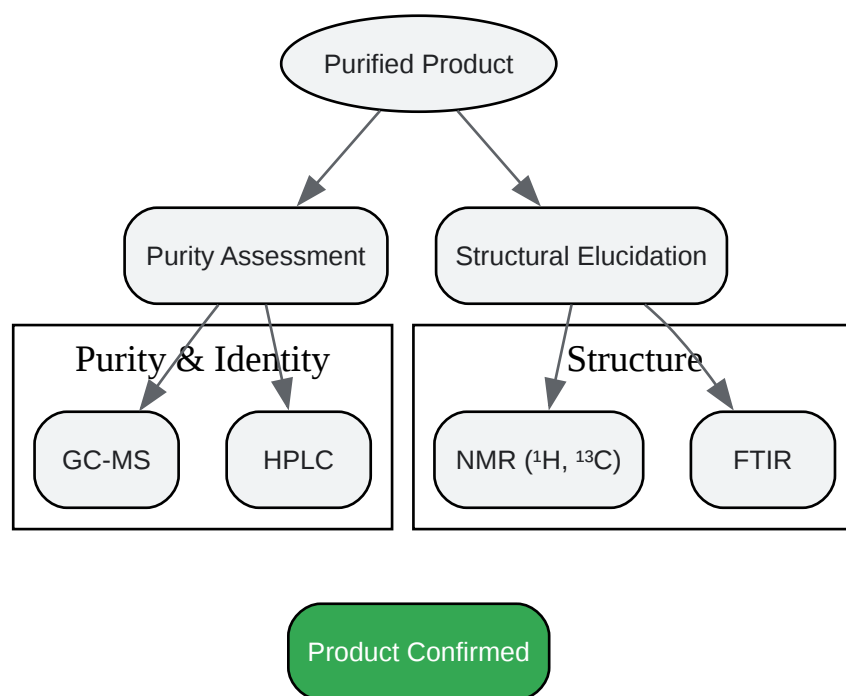 Purified Product
Purity Assessment
Structural Elucidation
Purity & Identity
Structure
GC-MS
HPLC
NMR (¹H, ¹³C)
FTIR
Product Confirmed